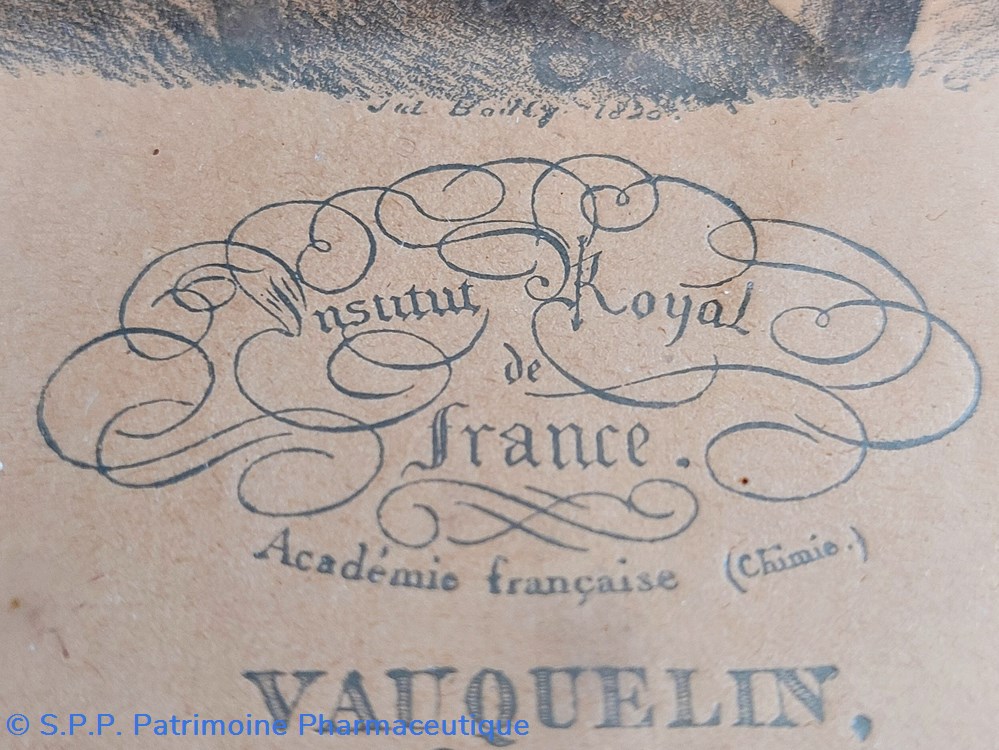 Jul. Boilly 1820.
Institut Royal
de
France.
Académie française (Chimie.)
VAUQUELIN,
© S.P.P. Patrimoine Pharmaceutique